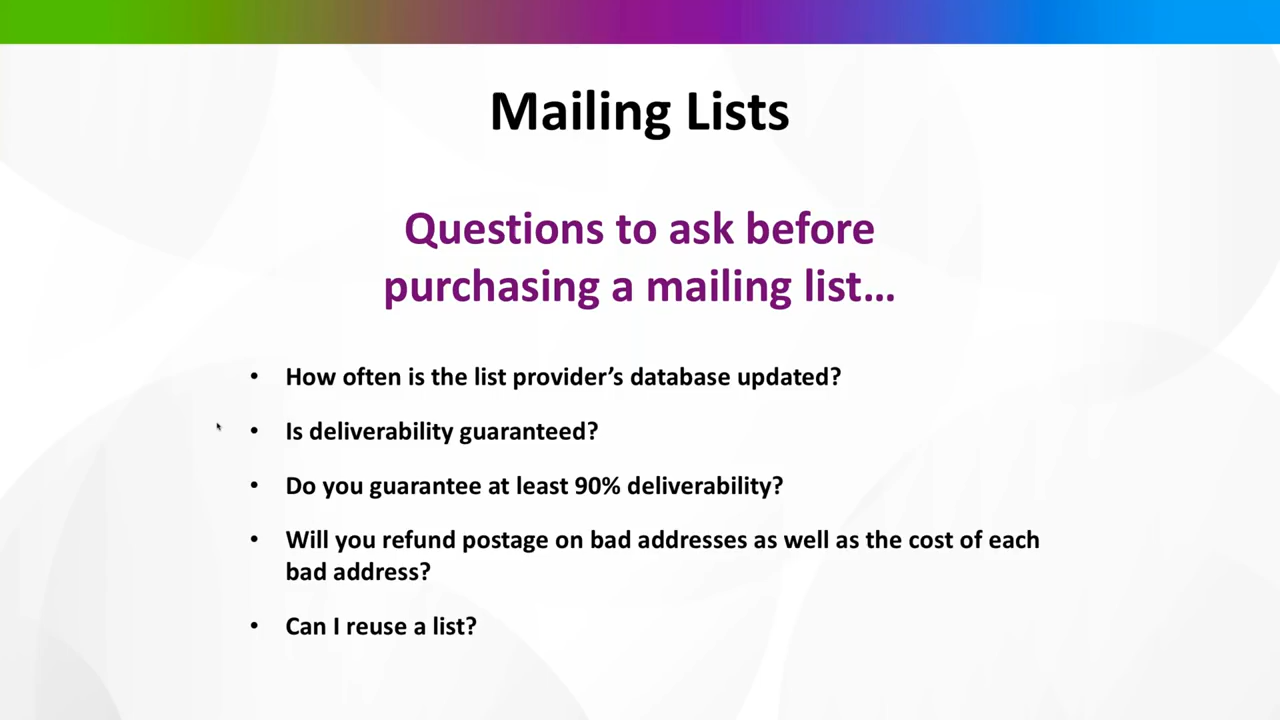 Mailing Lists
Questions to ask before
purchasing a mailing list…
• How often is the list provider’s database updated?
• Is deliverability guaranteed?
• Do you guarantee at least 90% deliverability?
• Will you refund postage on bad addresses as well as the cost of each
bad address?
• Can I reuse a list?